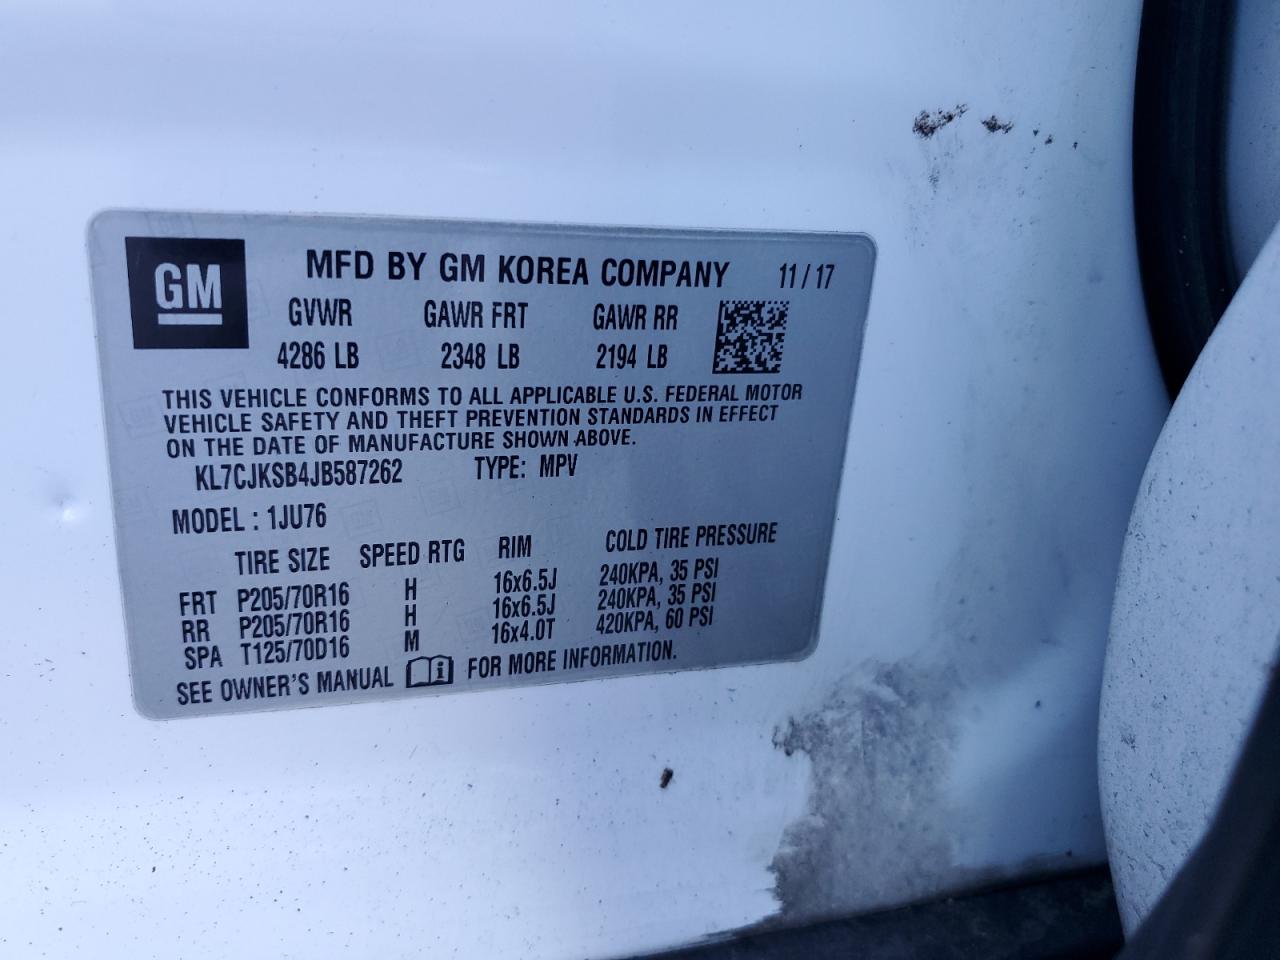 GM
MFD BY GM KOREA COMPANY 11 / 17
GVWR GAWR FRT GAWR RR
4286 LB 2348 LB 2194 LB
THIS VEHICLE CONFORMS TO ALL APPLICABLE U.S. FEDERAL MOTOR
VEHICLE SAFETY AND THEFT PREVENTION STANDARDS IN EFFECT
ON THE DATE OF MANUFACTURE SHOWN ABOVE.
KL7CJKSB4JB587262 TYPE: MPV
MODEL : 1JU76
TIRE SIZE SPEED RTG RIM COLD TIRE PRESSURE
FRT P205/70R16 H 16x6.5J 240KPA, 35 PSI
RR P205/70R16 H 16x6.5J 240KPA, 35 PSI
SPA T125/70D16 M 16x4.0T 420KPA, 60 PSI
SEE OWNER'S MANUAL FOR MORE INFORMATION.